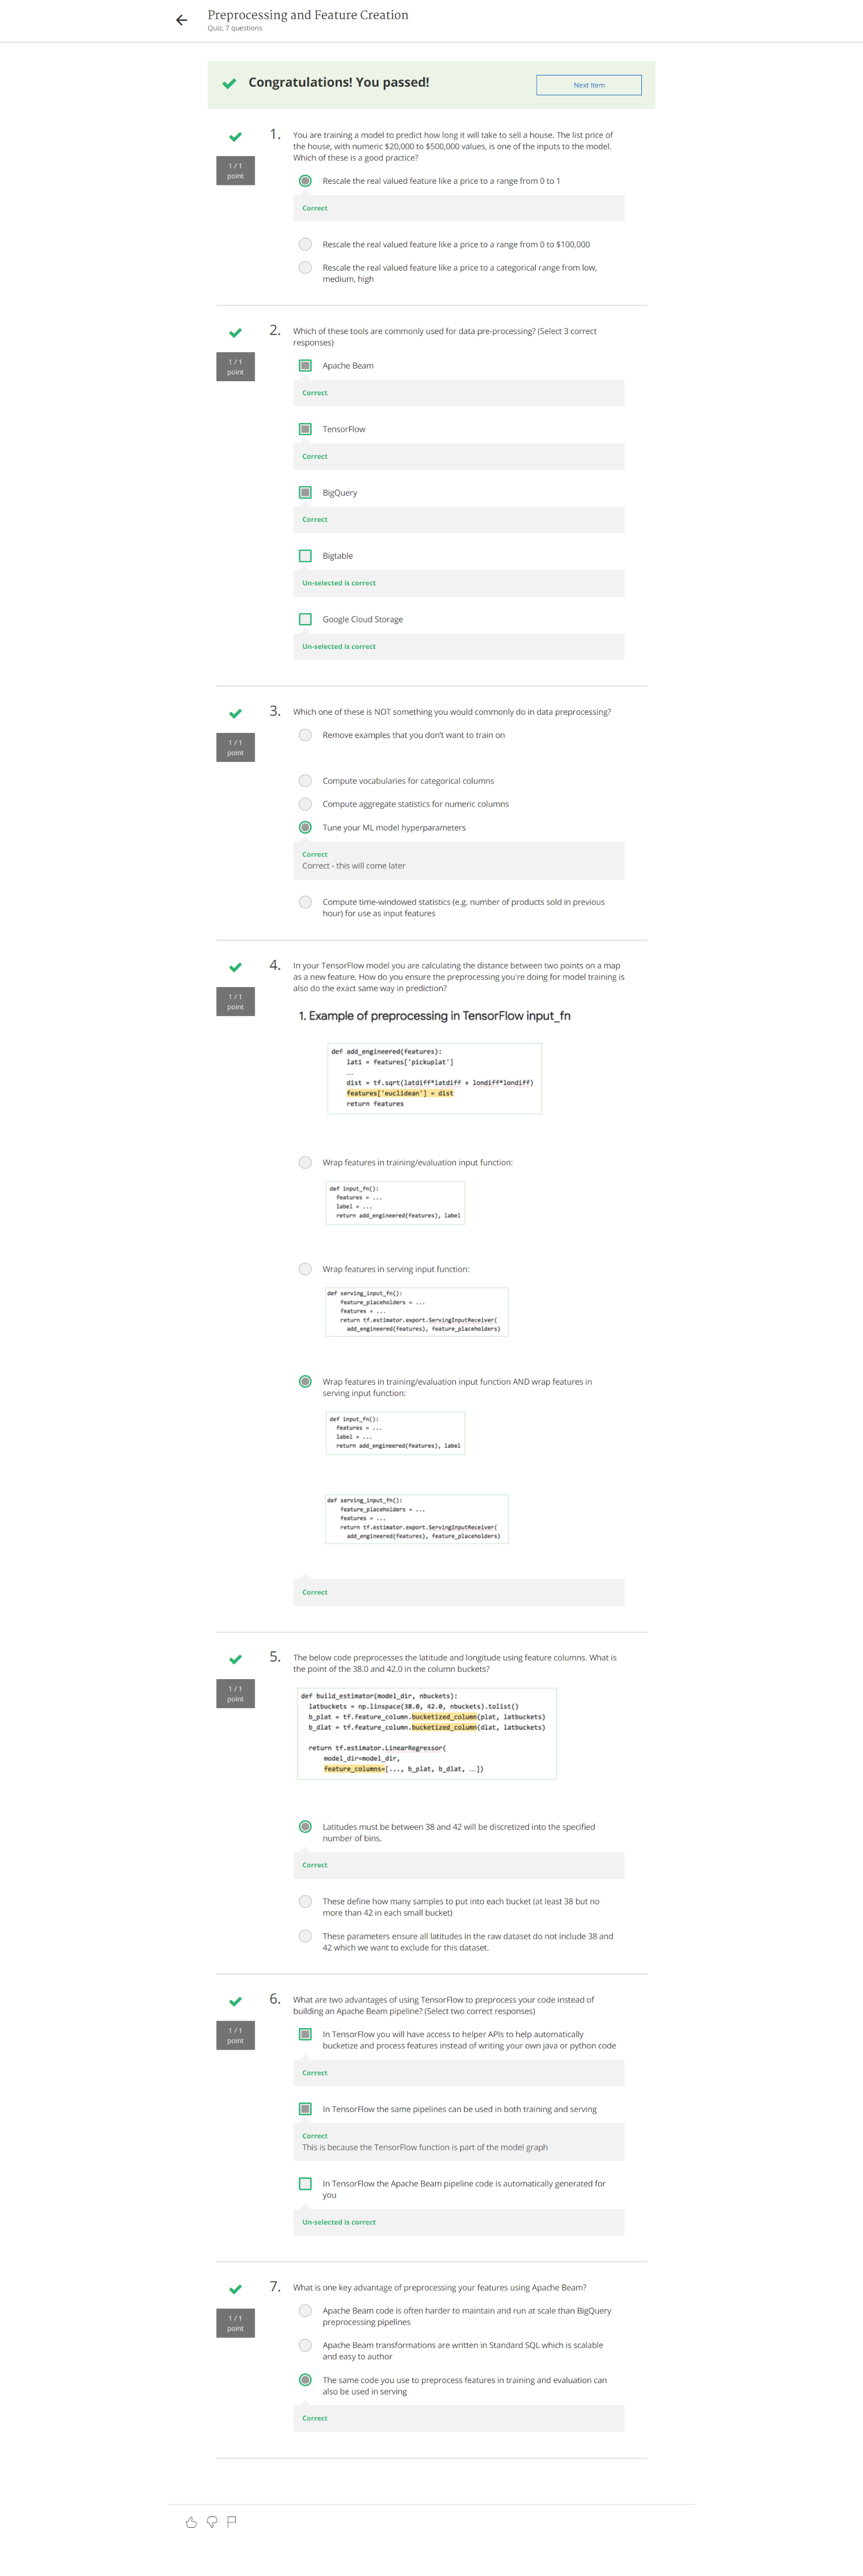 Preprocessing and Feature Creation
Quiz, 7 questions
Congratulations! You passed!
Next Item
1.
1 / 1
point
You are training a model to predict how long it will take to sell a house. The list price of
the house, with numeric $20,000 to $500,000 values, is one of the inputs to the model.
Which of these is a good practice?
Rescale the real valued feature like a price to a range from 0 to 1
Correct
Rescale the real valued feature like a price to a range from 0 to $100,000
Rescale the real valued feature like a price to a categorical range from low,
medium, high
2.
1 / 1
point
Which of these tools are commonly used for data pre-processing? (Select 3 correct
responses)
Apache Beam
Correct
TensorFlow
Correct
BigQuery
Correct
Bigtable
Un-selected is correct
Google Cloud Storage
Un-selected is correct
3.
1 / 1
point
Which one of these is NOT something you would commonly do in data preprocessing?
Remove examples that you don't want to train on
Compute vocabularies for categorical columns
Compute aggregate statistics for numeric columns
Tune your ML model hyperparameters
Correct
Correct - this will come later
Compute time-windowed statistics (e.g. number of products sold in previous
hour) for use as input features
4.
1 / 1
point
In your TensorFlow model you are calculating the distance between two points on a map
as a new feature. How do you ensure the preprocessing you're doing for model training is
also do the exact same way in prediction?
1. Example of preprocessing in TensorFlow input_fn
def add_engineered(features):
lat1 = features['pickuplat']
...
dist = tf.sqrt(latdiff*latdiff + londiff*londiff)
features['euclidean'] = dist
return features
Wrap features in training/evaluation input function:
def input_fn():
features = ...
label = ...
return add_engineered(features), label
Wrap features in serving input function:
def serving_input_fn():
feature_placeholders = ...
features = ...
return tf.estimator.export.ServingInputReceiver(
add_engineered(features), feature_placeholders)
Wrap features in training/evaluation input function AND wrap features in
serving input function:
def input_fn():
features = ...
label = ...
return add_engineered(features), label
def serving_input_fn():
feature_placeholders = ...
features = ...
return tf.estimator.export.ServingInputReceiver(
add_engineered(features), feature_placeholders)
Correct
5.
1 / 1
point
The below code preprocesses the latitude and longitude using feature columns. What is
the point of the 38.0 and 42.0 in the column buckets?
def build_estimator(model_dir, nbuckets):
latbuckets = np.linspace(38.0, 42.0, nbuckets).tolist()
b_plat = tf.feature_column.bucketized_column(plat, latbuckets)
b_dlat = tf.feature_column.bucketized_column(dlat, latbuckets)
return tf.estimator.LinearRegressor(
model_dir=model_dir,
feature_columns=[..., b_plat, b_dlat, ...])
Latitudes must be between 38 and 42 will be discretized into the specified
number of bins.
Correct
These define how many samples to put into each bucket (at least 38 but no
more than 42 in each small bucket)
These parameters ensure all latitudes in the raw dataset do not include 38 and
42 which we want to exclude for this dataset.
6.
1 / 1
point
What are two advantages of using TensorFlow to preprocess your code instead of
building an Apache Beam pipeline? (Select two correct responses)
In TensorFlow you will have access to helper APIs to help automatically
bucketize and process features instead of writing your own java or python code
Correct
In TensorFlow the same pipelines can be used in both training and serving
Correct
This is because the TensorFlow function is part of the model graph
In TensorFlow the Apache Beam pipeline code is automatically generated for
you
Un-selected is correct
7.
1 / 1
point
What is one key advantage of preprocessing your features using Apache Beam?
Apache Beam code is often harder to maintain and run at scale than BigQuery
preprocessing pipelines
Apache Beam transformations are written in Standard SQL which is scalable
and easy to author
The same code you use to preprocess features in training and evaluation can
also be used in serving
Correct